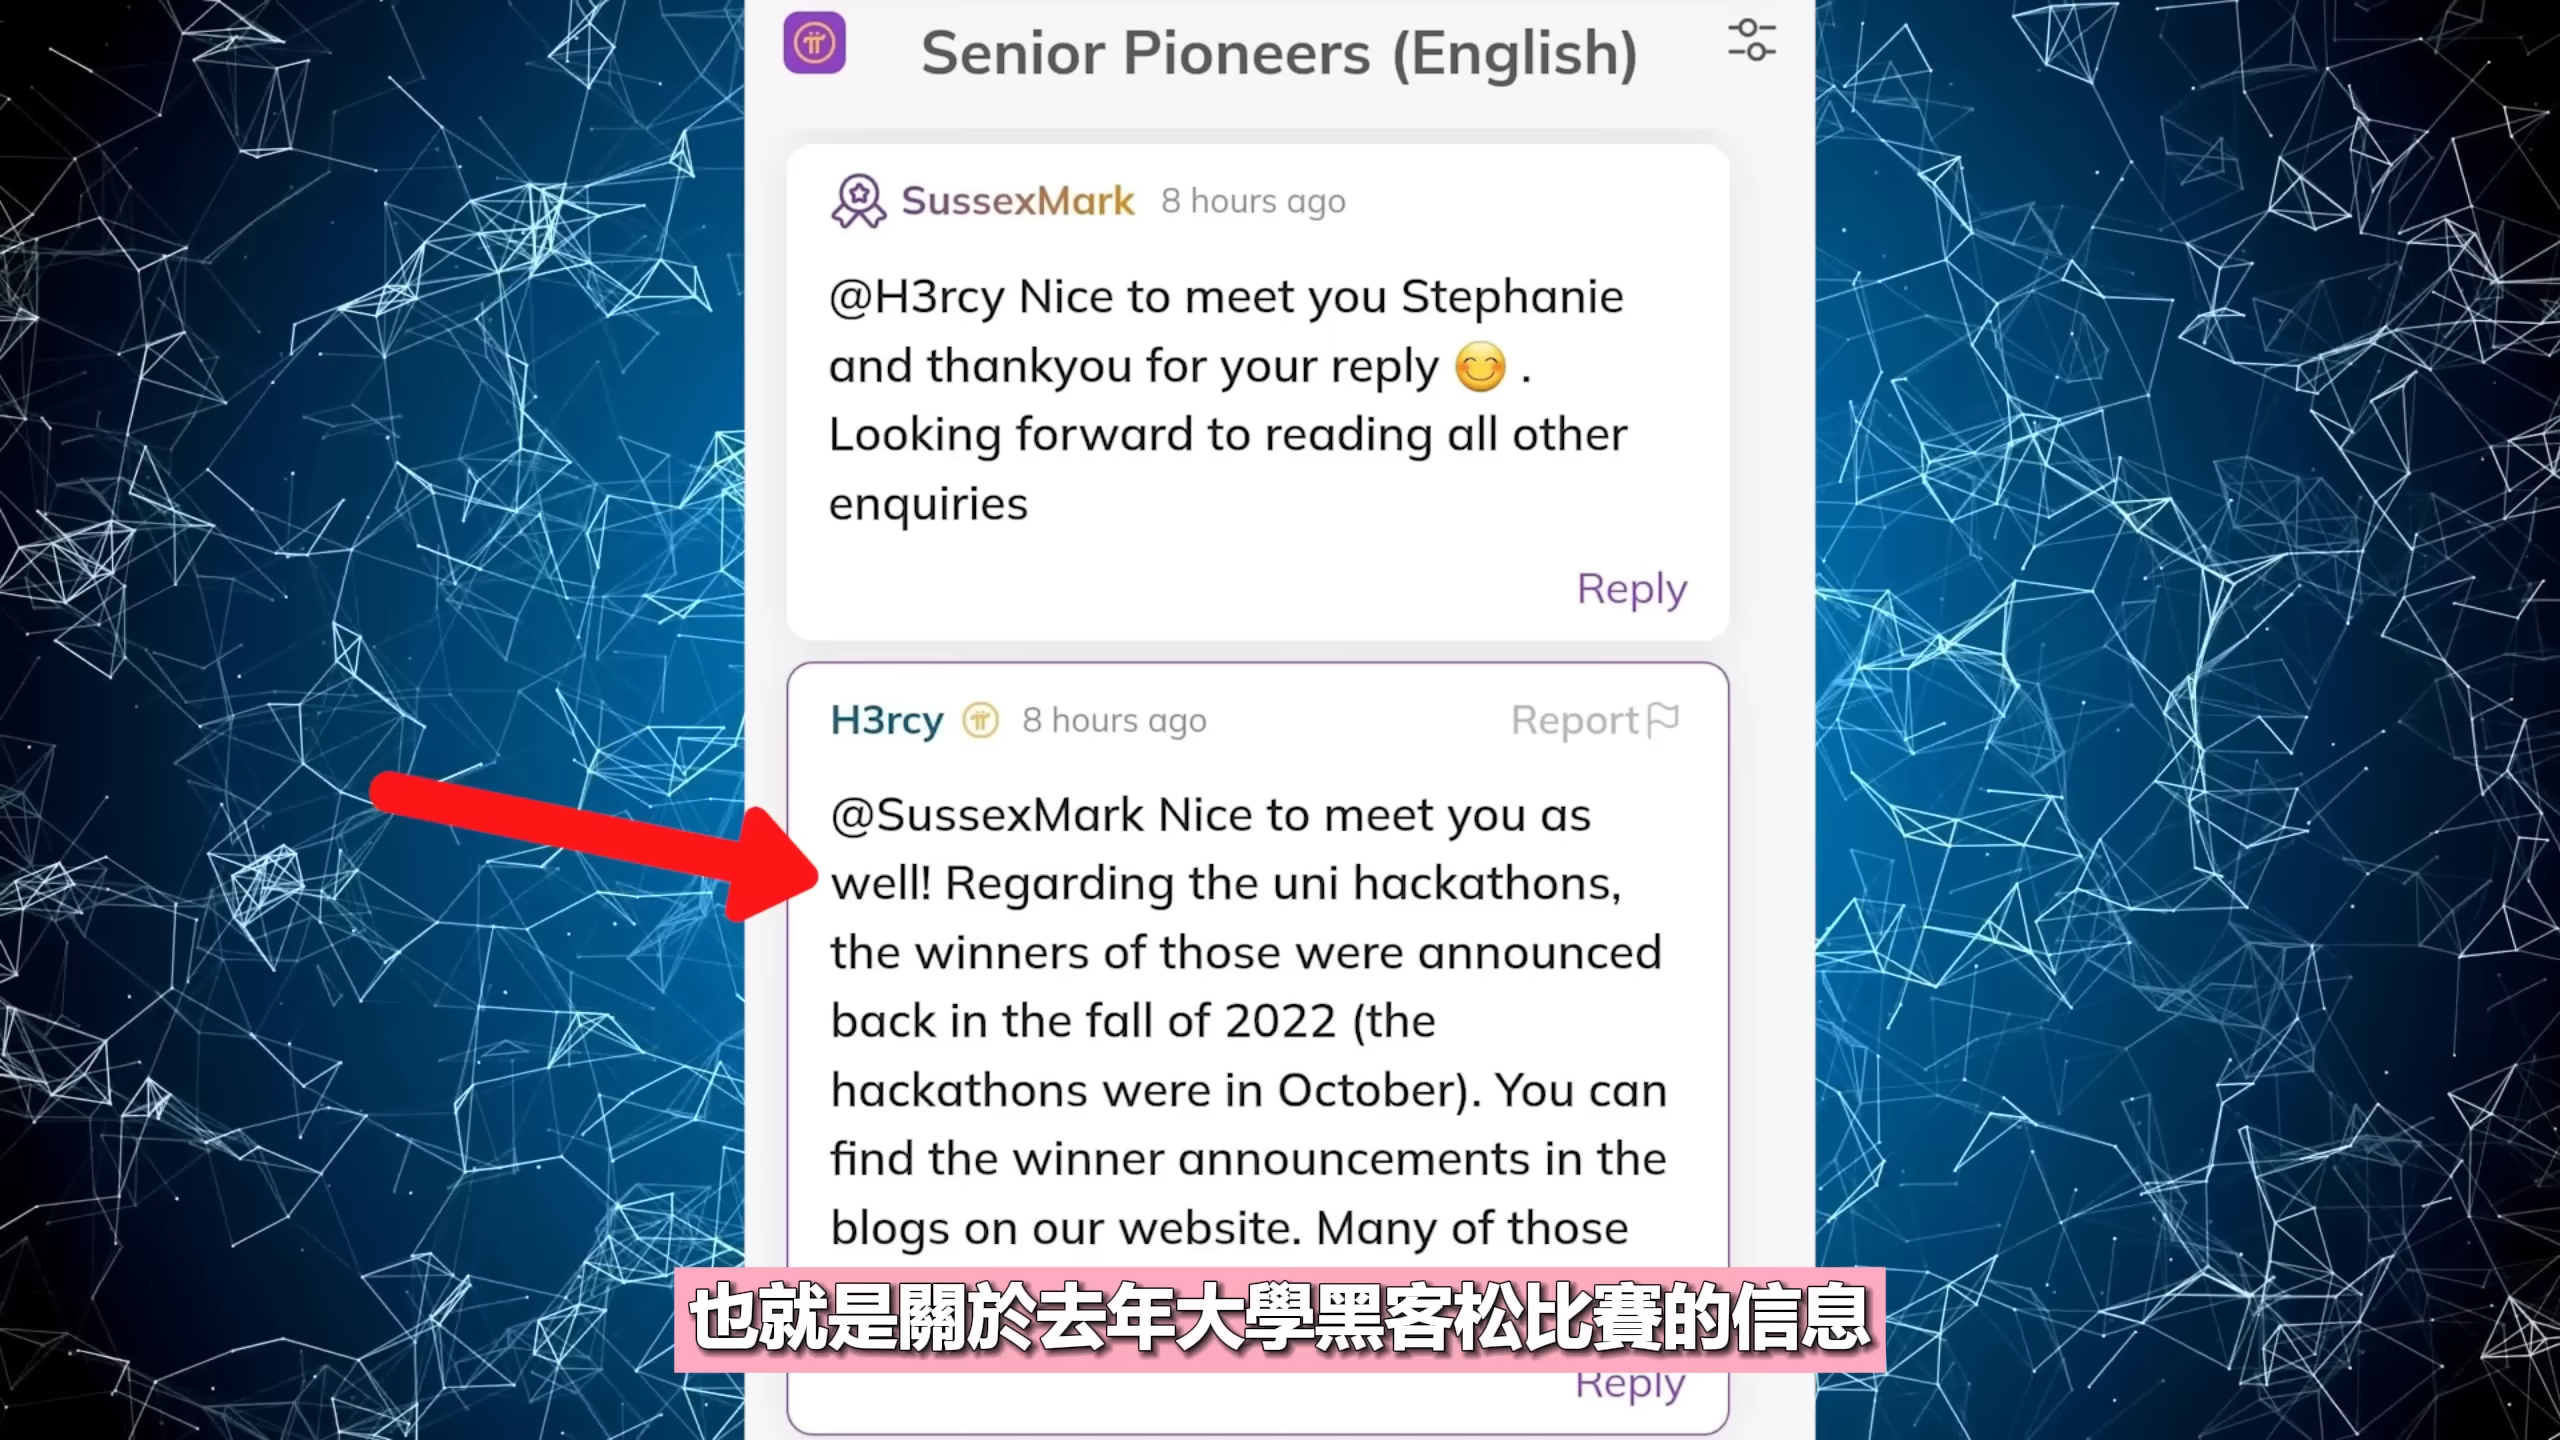 Senior Pioneers (English)
SussexMark 8 hours ago
@H3rcy Nice to meet you Stephanie
and thankyou for your reply 😊 .
Looking forward to reading all other
enquiries
Reply
H3rcy 8 hours ago Report
@SussexMark Nice to meet you as
well! Regarding the uni hackathons,
the winners of those were announced
back in the fall of 2022 (the
hackathons were in October). You can
find the winner announcements in the
blogs on our website. Many of those
也就是關於去年大學黑客松比賽的信息
Reply